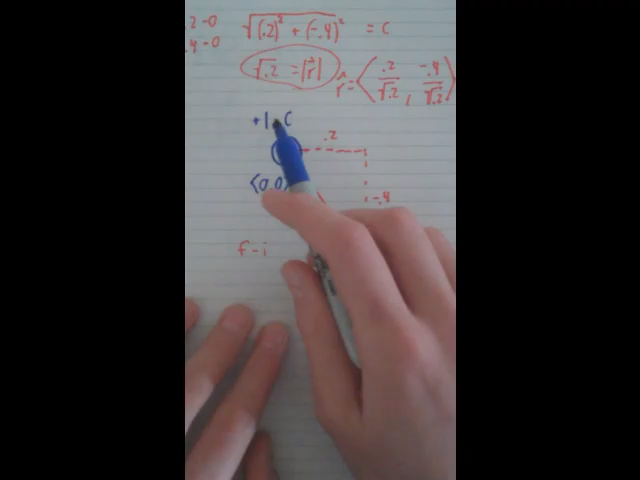 .2-0 √(.2)² + (-.4)² = C
.4-0
√.2 = |r⃗| r̂ = ⟨.2/√.2, -.4/√.2⟩
+1 C
.2
⟨0,0
-.4
f-i